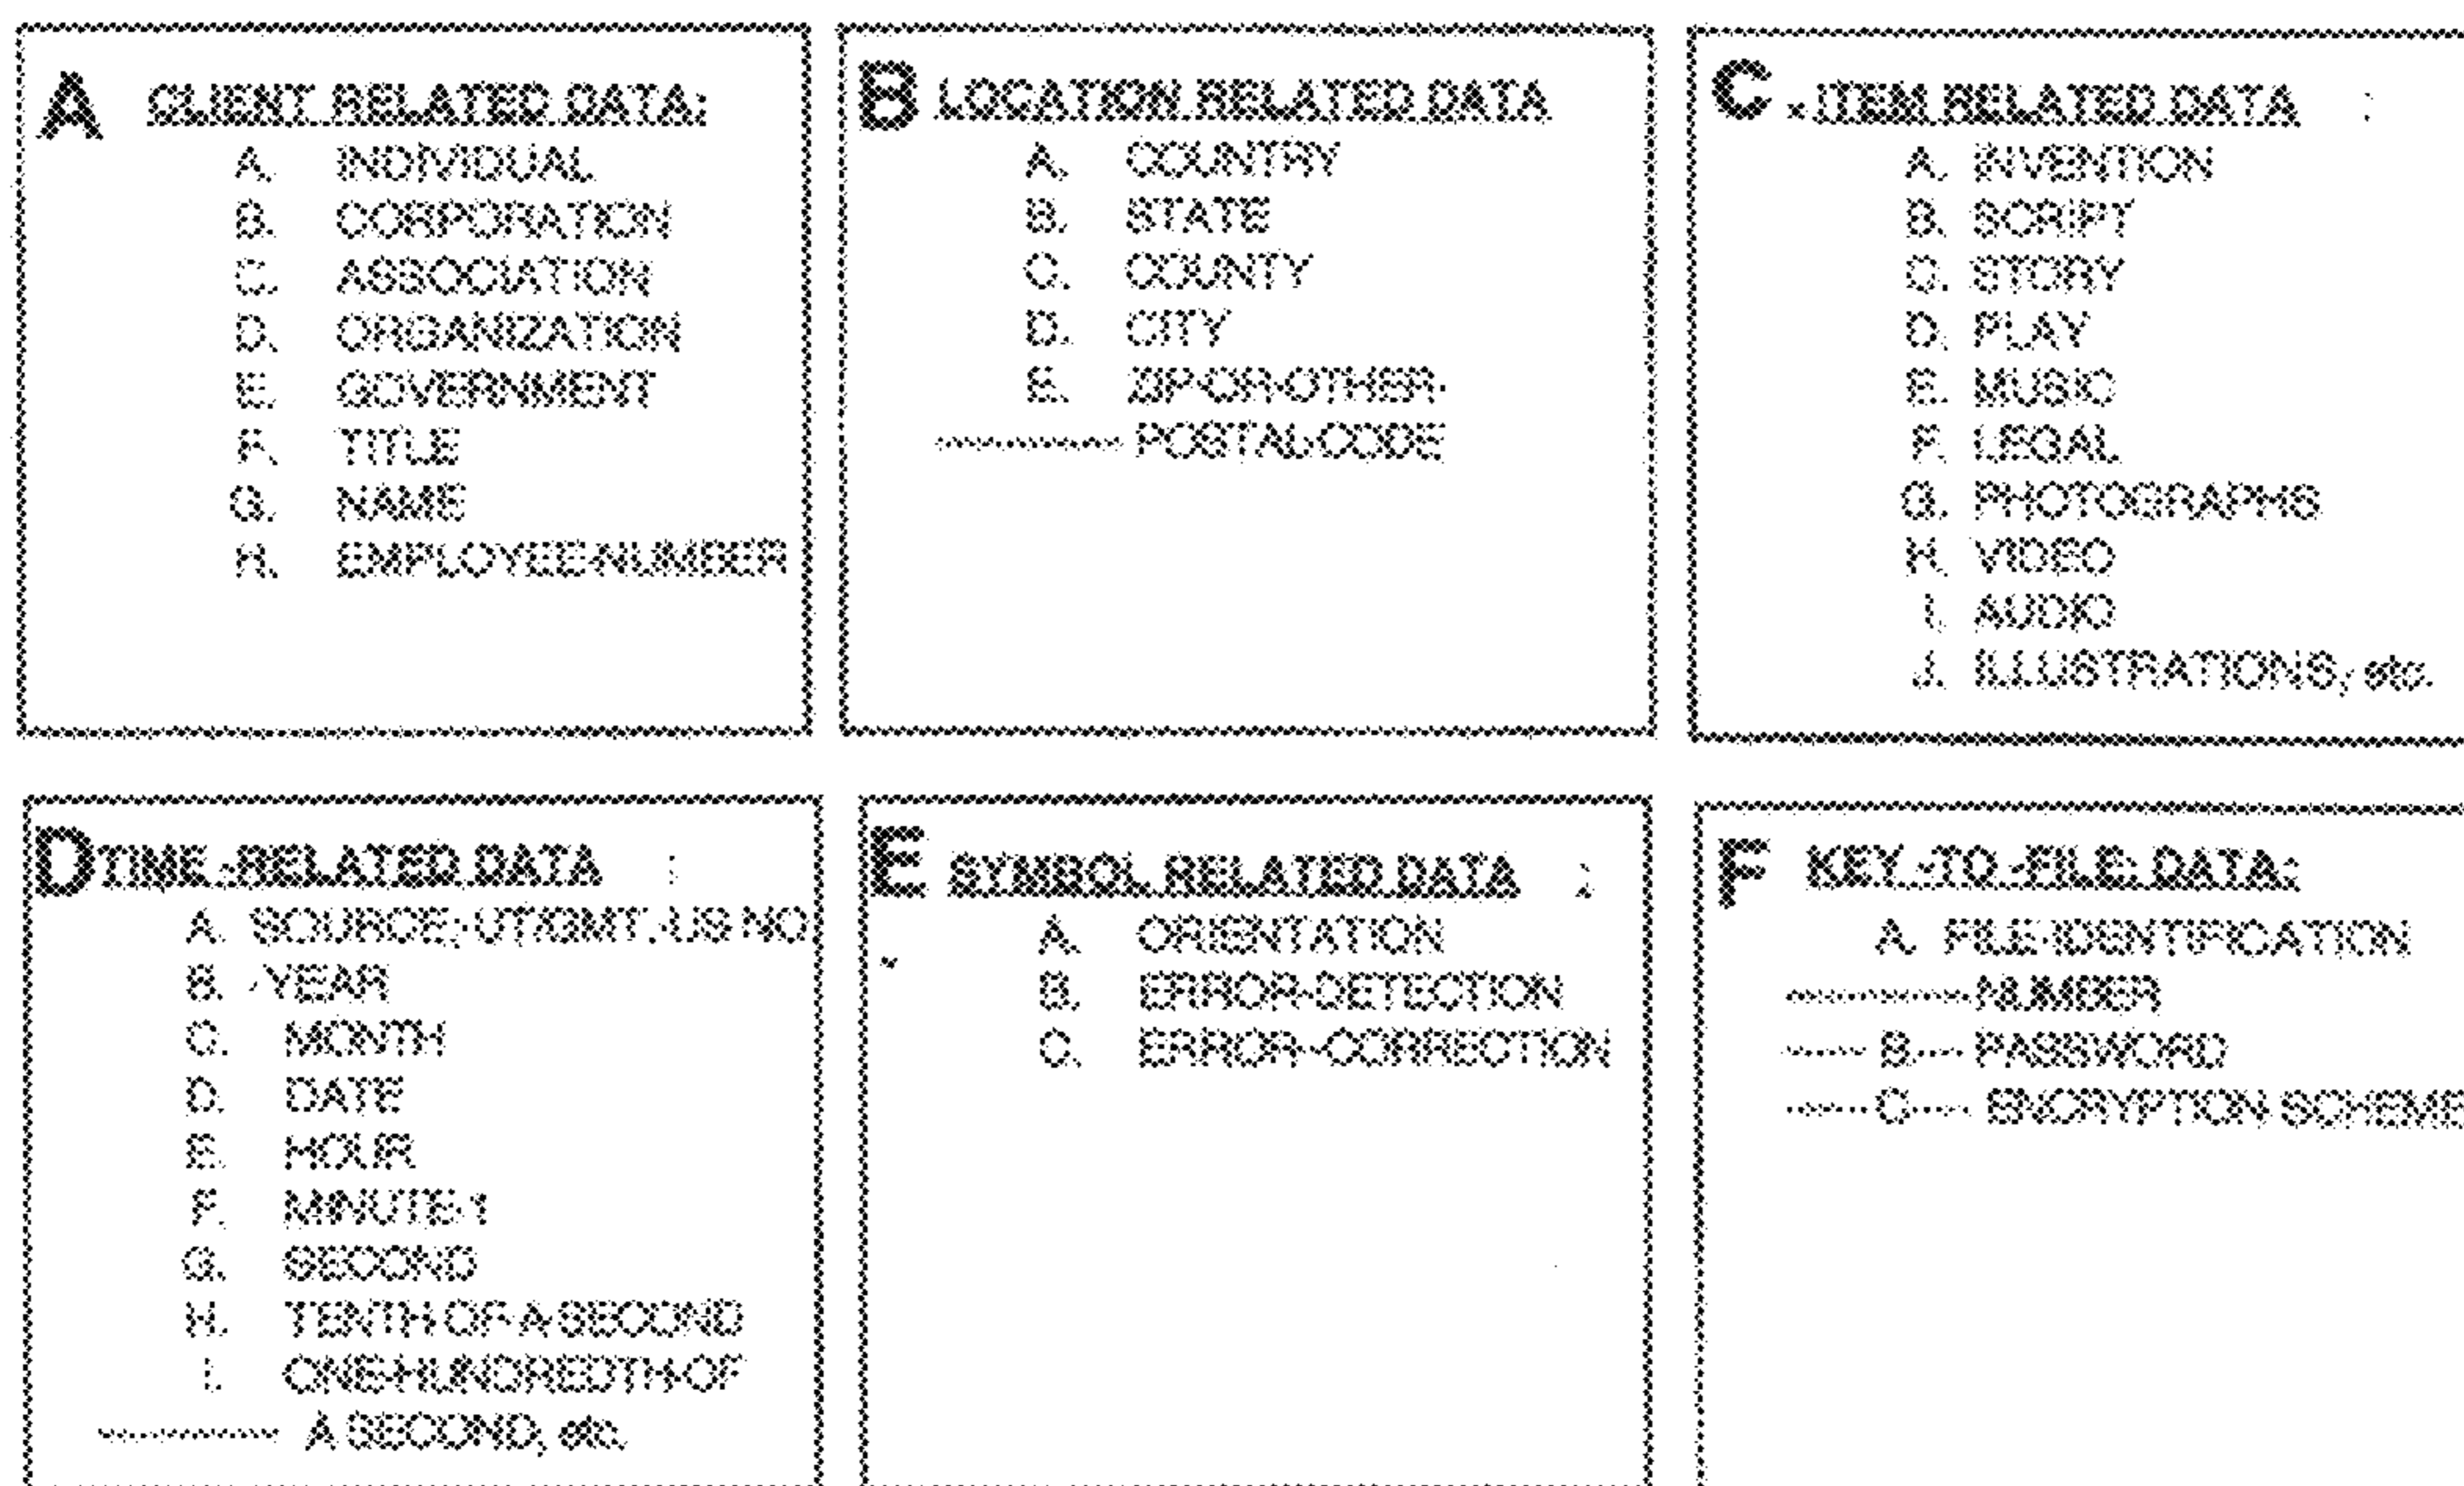 A CLIENT RELATED DATA:
A. INDIVIDUAL
B. CORPORATION
C. ASSOCIATION
D. ORGANIZATION
E. GOVERNMENT
F. TITLE
G. NAME
H. EMPLOYEE-NUMBER
B LOCATION RELATED DATA
A. COUNTRY
B. STATE
C. COUNTY
D. CITY
E. ZIP-OR-OTHER-
POSTAL-CODE
C ITEM RELATED DATA :
A. INVENTION
B. SCRIPT
C. STORY
D. PLAY
E. MUSIC
F. LEGAL
G. PHOTOGRAPHS
H. VIDEO
I. AUDIO
J. ILLUSTRATIONS, etc.
D TIME-RELATED DATA :
A. SOURCE; UT/GMT, US NO
B. YEAR
C. MONTH
D. DATE
E. HOUR
F. MINUTE-1
G. SECOND
H. TENTH-OF-A-SECOND
I. ONE-HUNDREDTH-OF
A SECOND, etc.
E SYMBOL RELATED DATA :
A. ORIENTATION
B. ERROR-DETECTION
C. ERROR-CORRECTION
F KEY-TO-FILE DATA:
A. FILE-IDENTIFICATION
NUMBER
B. PASSWORD
C. ENCRYPTION SCHEME